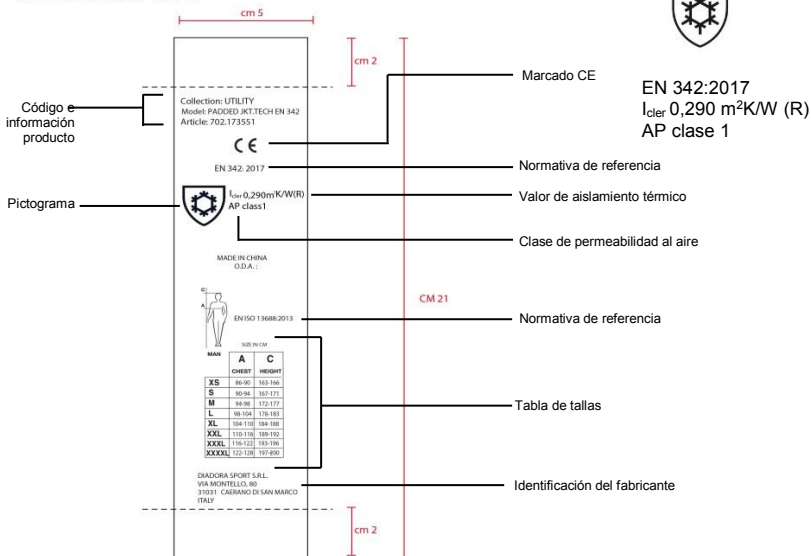 cm 5
cm 2
Marcado CE
EN 342:2017
Icler 0,290 m²K/W (R)
AP clase 1
Código e
información
producto
Collection: UTILITY
Model: PADDED JKT.TECH EN 342
Article: 702.173551
CE
EN 342: 2017
Normativa de referencia
Pictograma
Icler 0,290m²K/W(R)
AP class1
Valor de aislamiento térmico
Clase de permeabilidad al aire
MADE IN CHINA
O.D.A. :
CM 21
C
A
EN ISO 13688:2013
Normativa de referencia
MAN
SIZE IN CM
A C
CHEST HEIGHT
XS 86-90 163-166
S 90-94 167-171
M 94-98 172-177
L 98-104 178-183
XL 104-110 184-188
XXL 110-116 189-192
XXXL 116-122 193-196
XXXXL 122-128 197-200
Tabla de tallas
DIADORA SPORT S.R.L.
VIA MONTELLO, 80
31031 CAERANO DI SAN MARCO
ITALY
Identificación del fabricante
cm 2